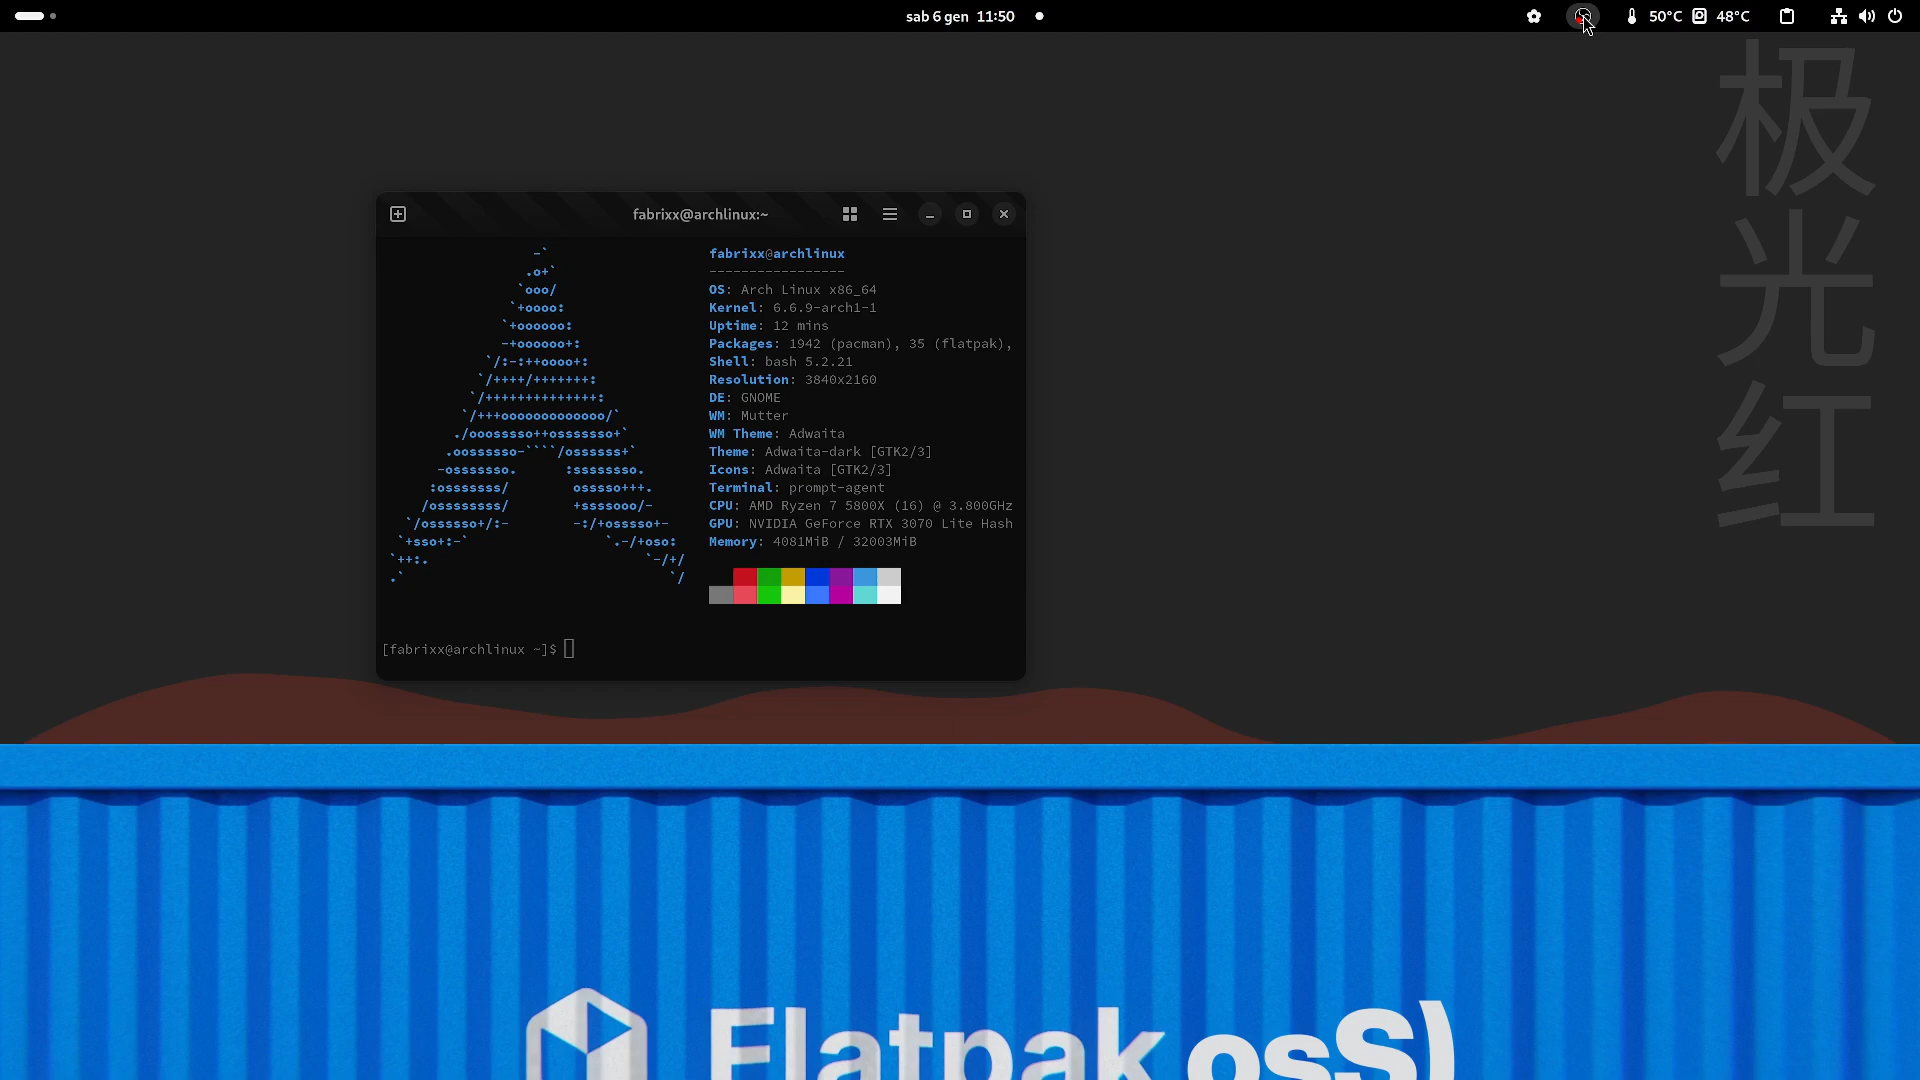 sab 6 gen 11:50
50°C 48°C
极
光
红
fabrixx@archlinux:~
fabrixx@archlinux
-----------------
OS: Arch Linux x86_64
Kernel: 6.6.9-arch1-1
Uptime: 12 mins
Packages: 1942 (pacman), 35 (flatpak),
Shell: bash 5.2.21
Resolution: 3840x2160
DE: GNOME
WM: Mutter
WM Theme: Adwaita
Theme: Adwaita-dark [GTK2/3]
Icons: Adwaita [GTK2/3]
Terminal: prompt-agent
CPU: AMD Ryzen 7 5800X (16) @ 3.800GHz
GPU: NVIDIA GeForce RTX 3070 Lite Hash
Memory: 4081MiB / 32003MiB
[fabrixx@archlinux ~]$
Flatpak osS)